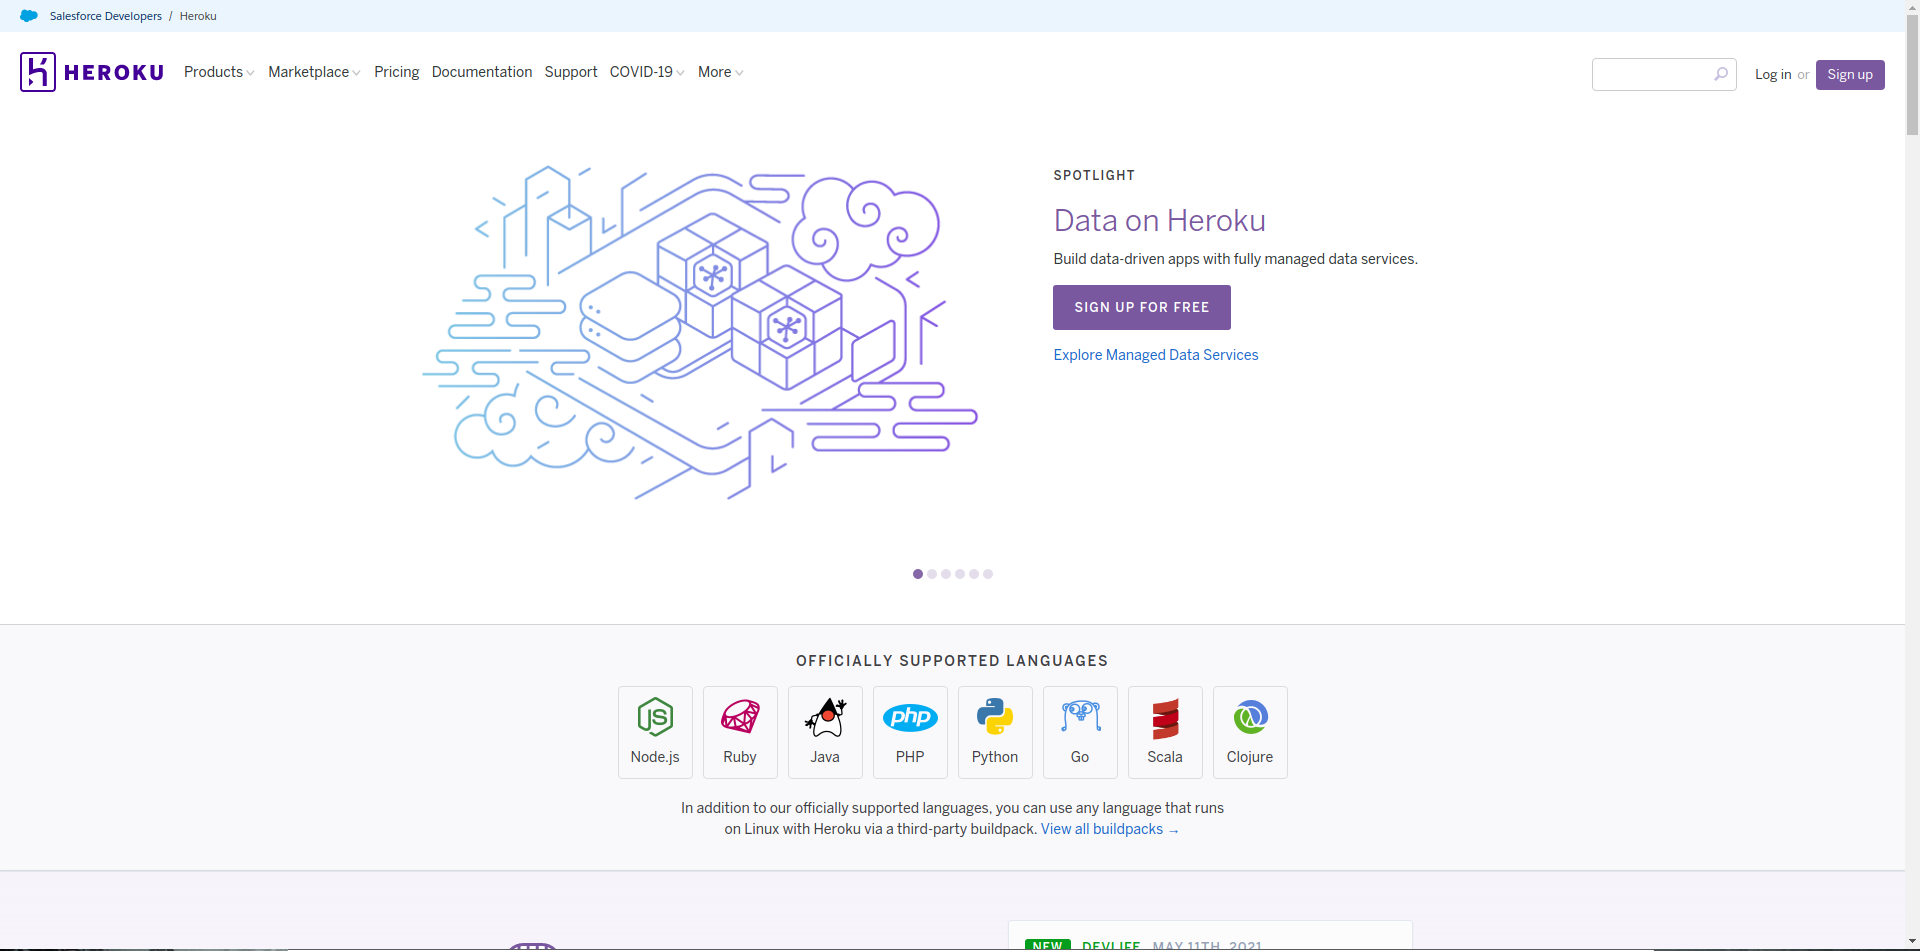 Salesforce Developers / Heroku
HEROKU Products Marketplace Pricing Documentation Support COVID-19 More Log in or Sign up
SPOTLIGHT
Data on Heroku
Build data-driven apps with fully managed data services.
SIGN UP FOR FREE
Explore Managed Data Services
OFFICIALLY SUPPORTED LANGUAGES
JS php
Node.js Ruby Java PHP Python Go Scala Clojure
In addition to our officially supported languages, you can use any language that runs
on Linux with Heroku via a third-party buildpack. View all buildpacks →
NEW DEVLIFE MAY 11TH, 2021